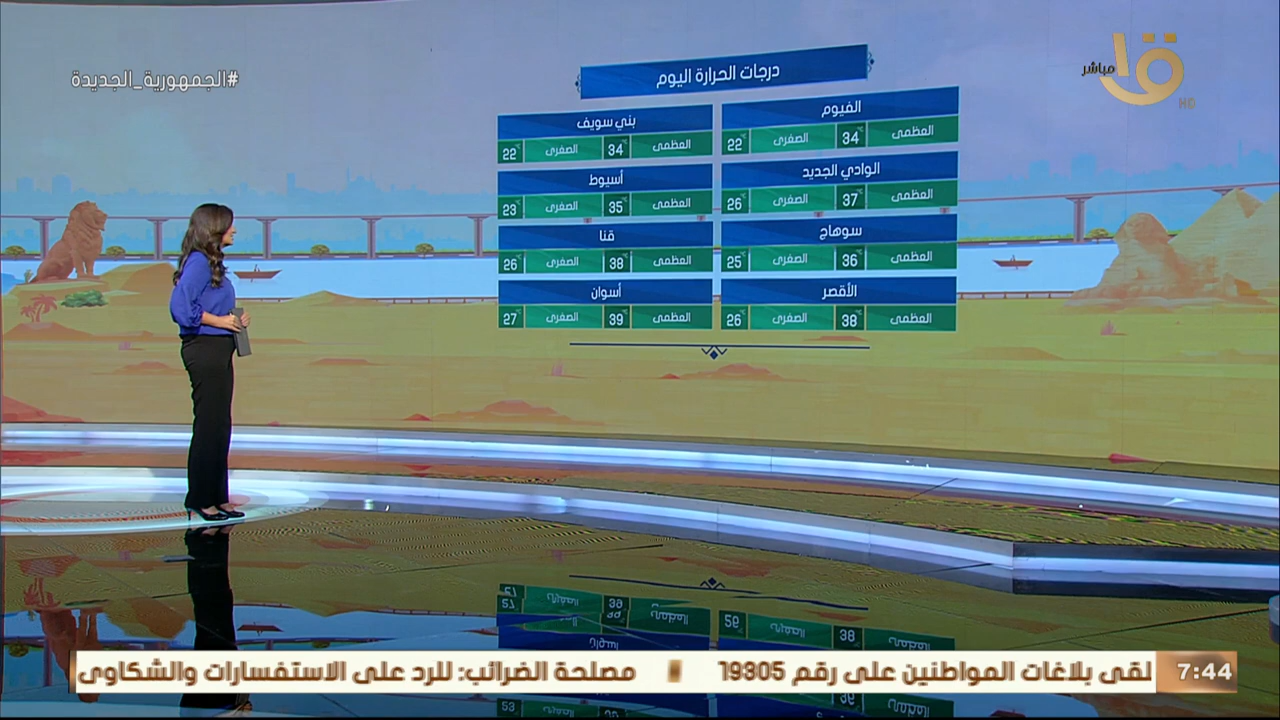 #الجمهورية_الجديدة
مباشر
HD
درجات الحرارة اليوم
الفيوم
العظمى 34 الصغرى 22
بني سويف
العظمى 34 الصغرى 22
الوادي الجديد
العظمى 37 الصغرى 26
أسيوط
العظمى 35 الصغرى 23
سوهاج
العظمى 36 الصغرى 25
قنا
العظمى 38 الصغرى 26
الأقصر
العظمى 38 الصغرى 26
أسوان
العظمى 39 الصغرى 27
7:44 لقى بلاغات المواطنين على رقم 19805 مصلحة الضرائب: للرد على الاستفسارات والشكاوى